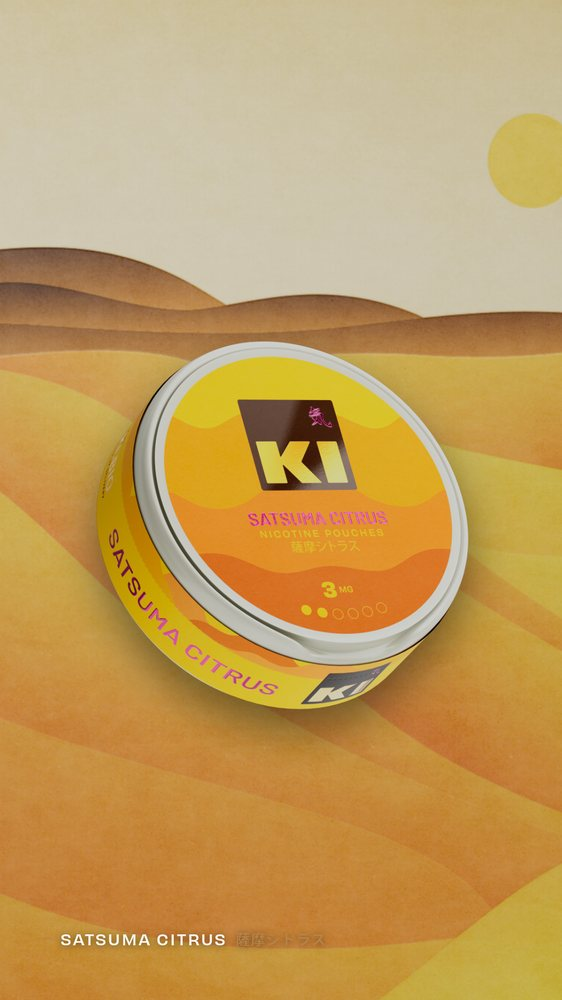 気
KI
SATSUMA CITRUS
NICOTINE POUCHES
薩摩シトラス
3 MG
SATSUMA CITRUS
KI
SATSUMA CITRUS 薩摩シトラス